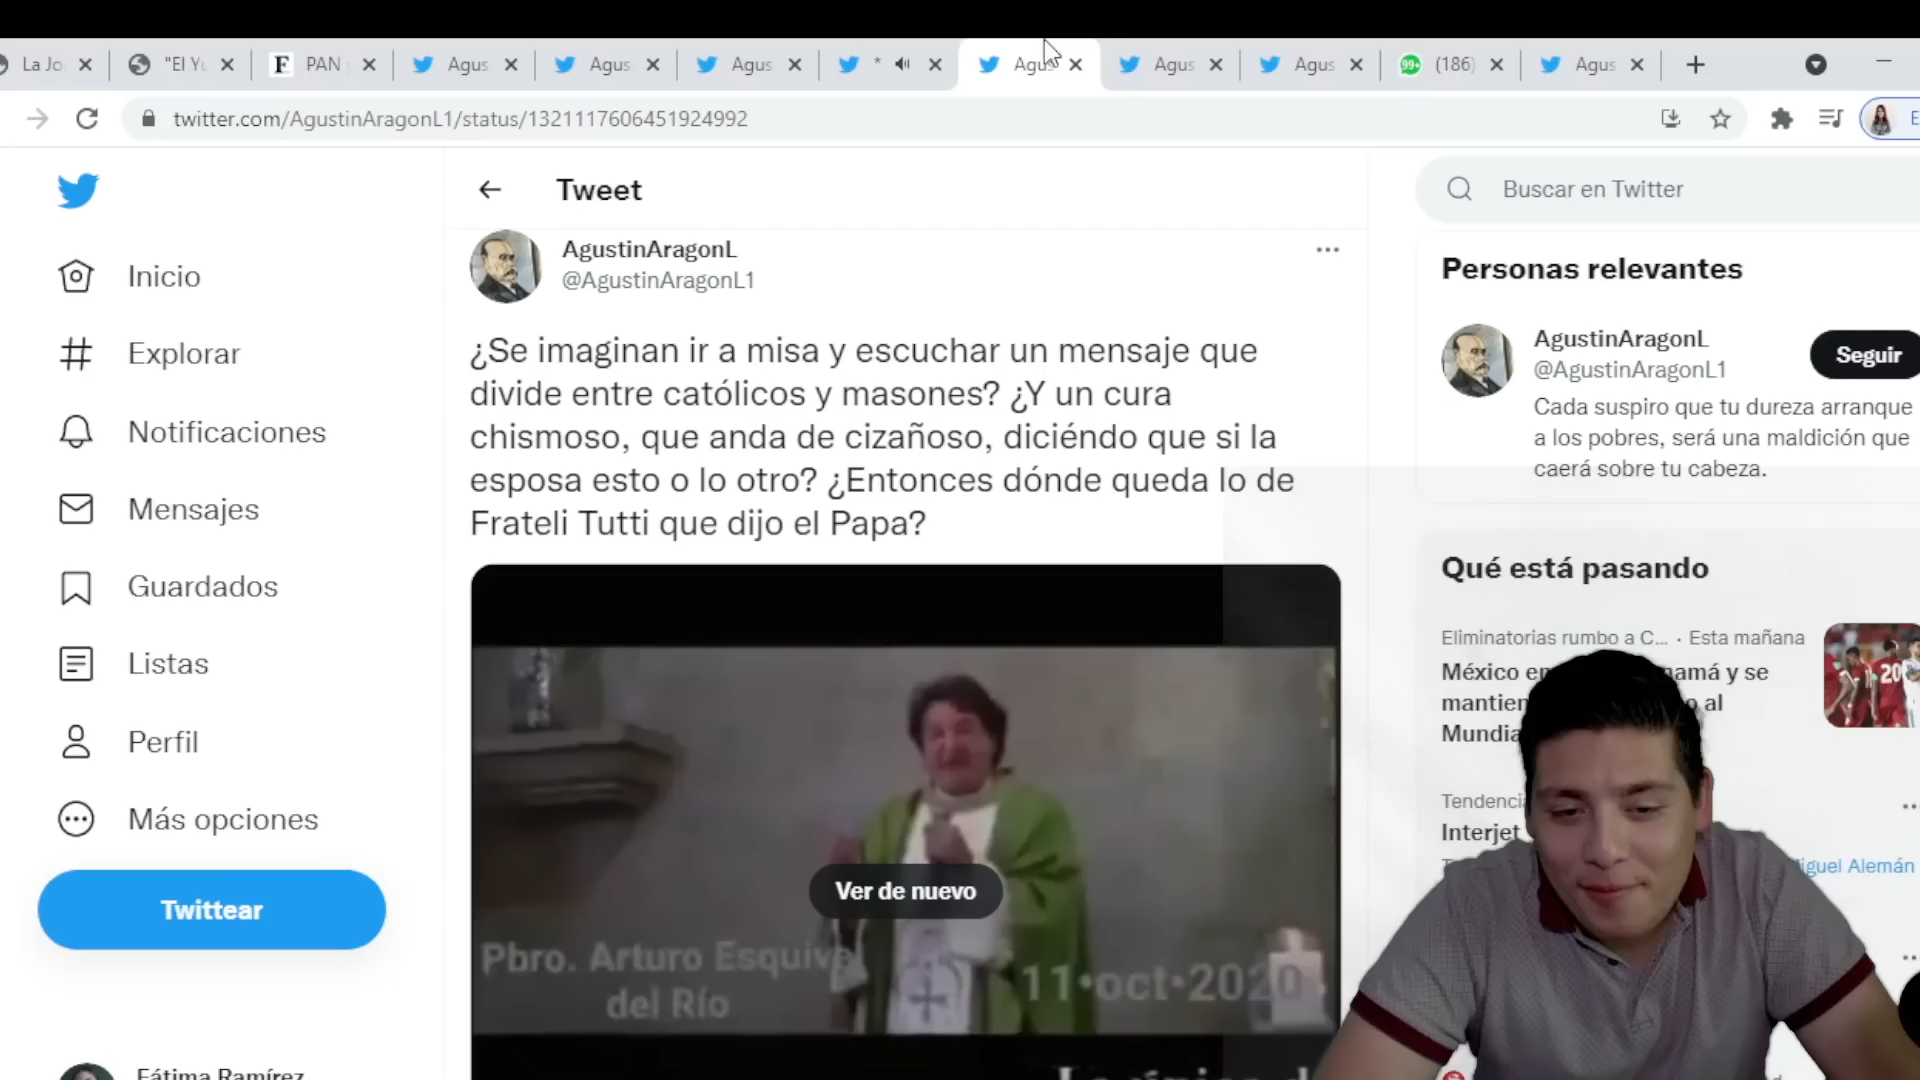 La Jo
"El Yu
PAN
Agus
Agus
Agus
*
Agus
Agus
Agus
99+ (186)
Agus
twitter.com/AgustinAragonL1/status/1321117606451924992
E
Tweet
Buscar en Twitter
Inicio
Explorar
Notificaciones
Mensajes
Guardados
Listas
Perfil
Más opciones
Twittear
Fátima Ramírez
AgustinAragonL
@AgustinAragonL1
¿Se imaginan ir a misa y escuchar un mensaje que
divide entre católicos y masones? ¿Y un cura
chismoso, que anda de cizañoso, diciéndo que si la
esposa esto o lo otro? ¿Entonces dónde queda lo de
Frateli Tutti que dijo el Papa?
Ver de nuevo
Pbro. Arturo Esquivel
del Río
11•oct•2020
Personas relevantes
AgustinAragonL
@AgustinAragonL1
Seguir
Cada suspiro que tu dureza arranque
a los pobres, será una maldición que
caerá sobre tu cabeza.
Qué está pasando
Eliminatorias rumbo a C... · Esta mañana
México en amá y se
mantien o al
Mundia
20
Tendencia
Interjet
iguel Alemán